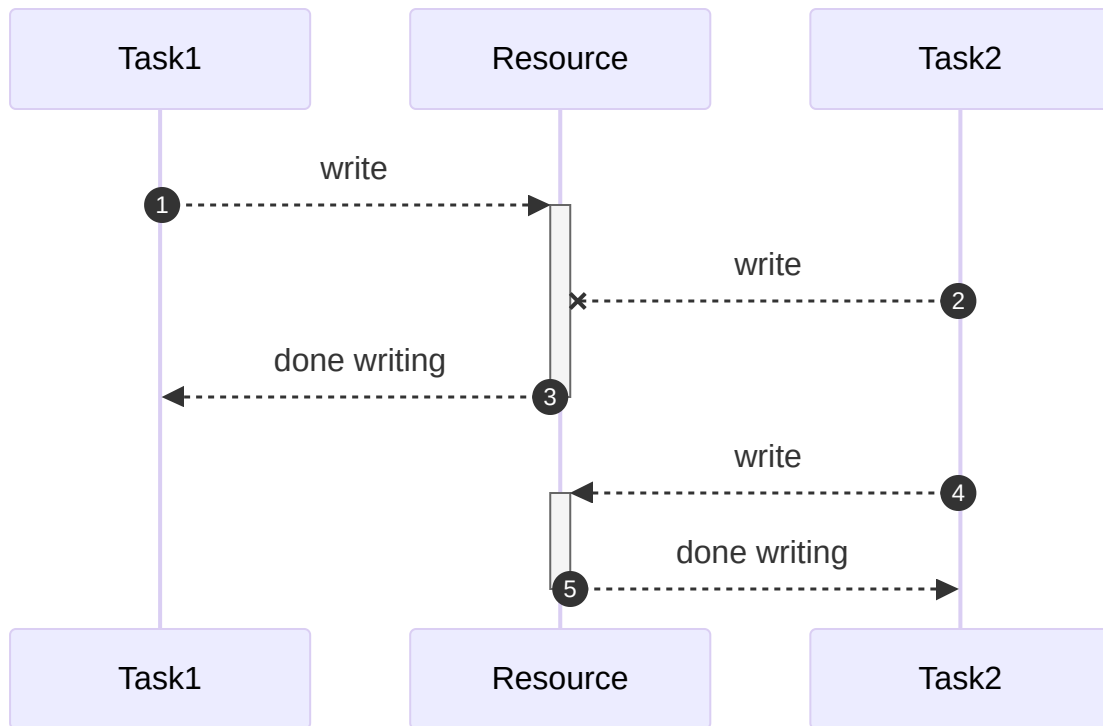 Task1
Resource
Task2
write
1
write
2
done writing
3
write
4
done writing
5
Task1
Resource
Task2